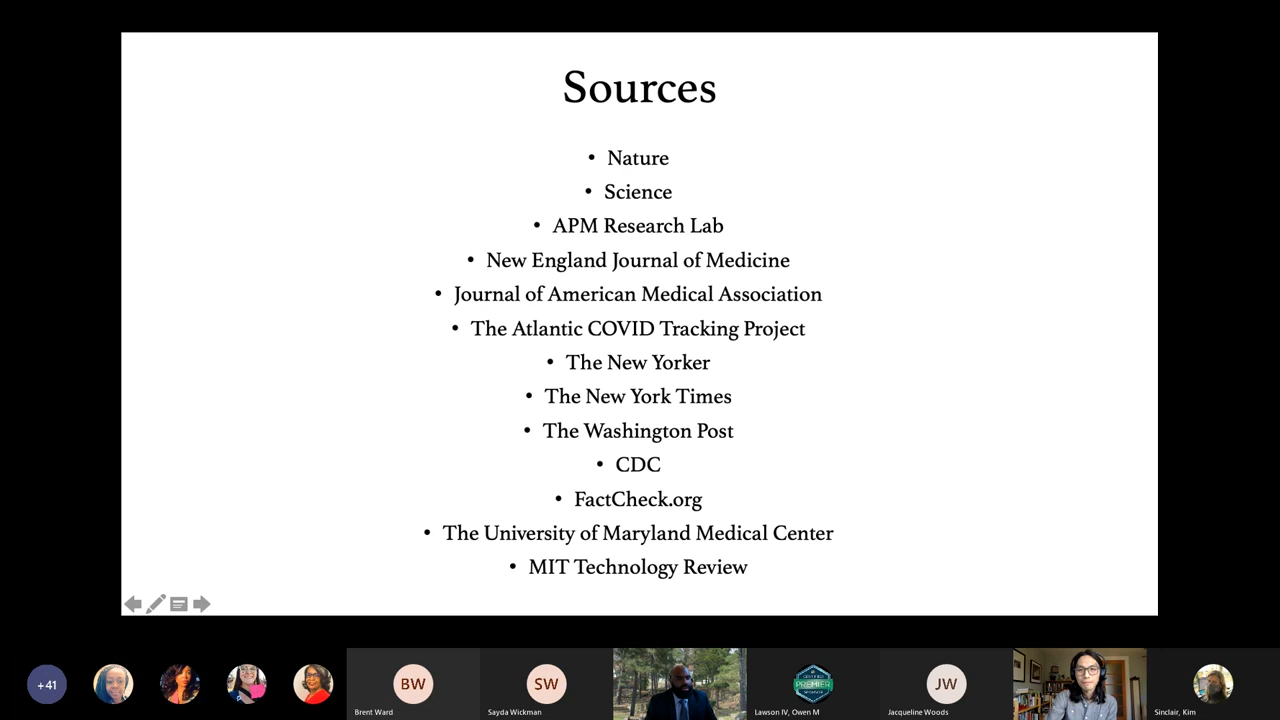 Sources
• Nature
• Science
• APM Research Lab
• New England Journal of Medicine
• Journal of American Medical Association
• The Atlantic COVID Tracking Project
• The New Yorker
• The New York Times
• The Washington Post
• CDC
• FactCheck.org
• The University of Maryland Medical Center
• MIT Technology Review
+41
BW
Brent Ward
SW
Sayda Wickman
PREMIER
Lawson IV, Owen M
JW
Jacqueline Woods
Sinclair, Kim